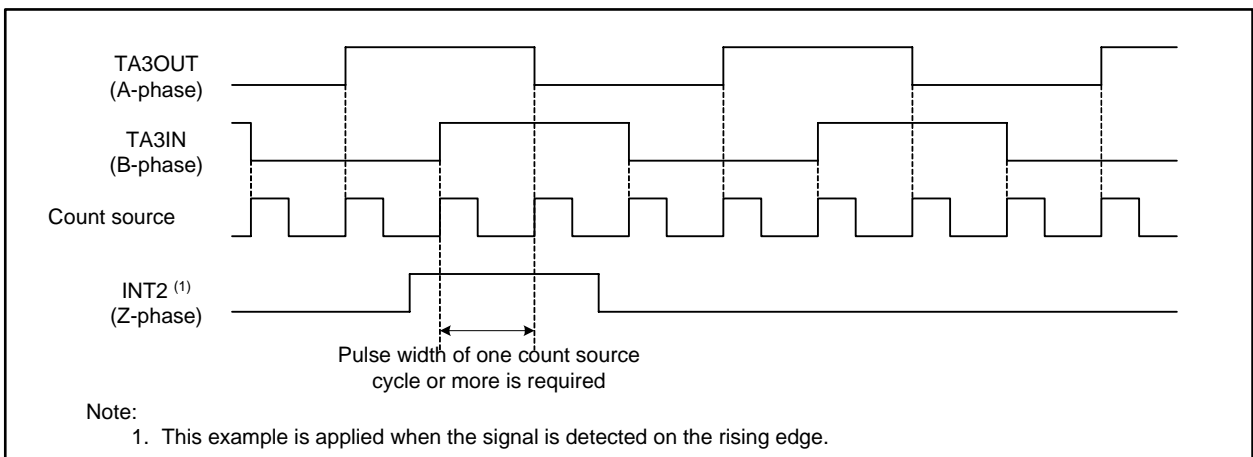 TA3OUT
(A-phase)
TA3IN
(B-phase)
Count source
INT2 (1)
(Z-phase)
Pulse width of one count source
cycle or more is required
Note:
1. This example is applied when the signal is detected on the rising edge.